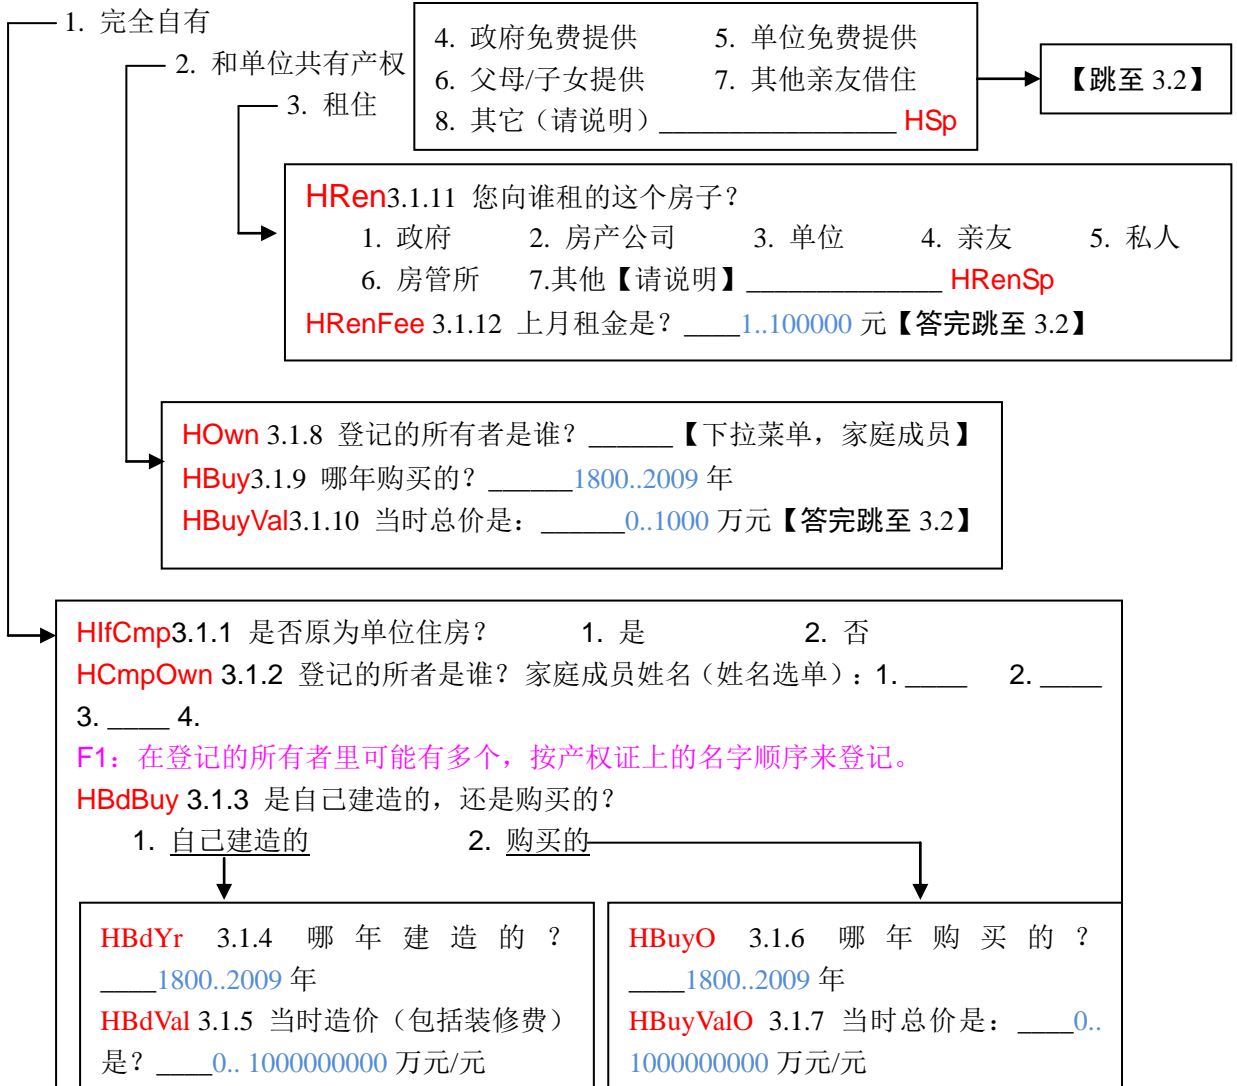 1. 完全自有
2. 和单位共有产权
3. 租住
4. 政府免费提供 5. 单位免费提供
6. 父母/子女提供 7. 其他亲友借住
8. 其它（请说明）_________________ HSp
【跳至 3.2】
HRen3.1.11 您向谁租的这个房子？
1. 政府 2. 房产公司 3. 单位 4. 亲友 5. 私人
6. 房管所 7.其他【请说明】______________ HRenSp
HRenFee 3.1.12 上月租金是？____1..100000 元【答完跳至 3.2】
HOwn 3.1.8 登记的所有者是谁？______【下拉菜单，家庭成员】
HBuy3.1.9 哪年购买的？______1800..2009 年
HBuyVal3.1.10 当时总价是：______0..1000 万元【答完跳至 3.2】
HIfCmp3.1.1 是否原为单位住房？ 1. 是 2. 否
HCmpOwn 3.1.2 登记的所者是谁？家庭成员姓名（姓名选单）：1. ____ 2. ____
3. ____ 4.
F1：在登记的所有者里可能有多个，按产权证上的名字顺序来登记。
HBdBuy 3.1.3 是自己建造的，还是购买的？
1. 自己建造的 2. 购买的
HBdYr 3.1.4 哪年建造的？
____1800..2009 年
HBdVal 3.1.5 当时造价（包括装修费）
是？____0.. 1000000000 万元/元
HBuyO 3.1.6 哪年购买的？
____1800..2009 年
HBuyValO 3.1.7 当时总价是：____0..
1000000000 万元/元